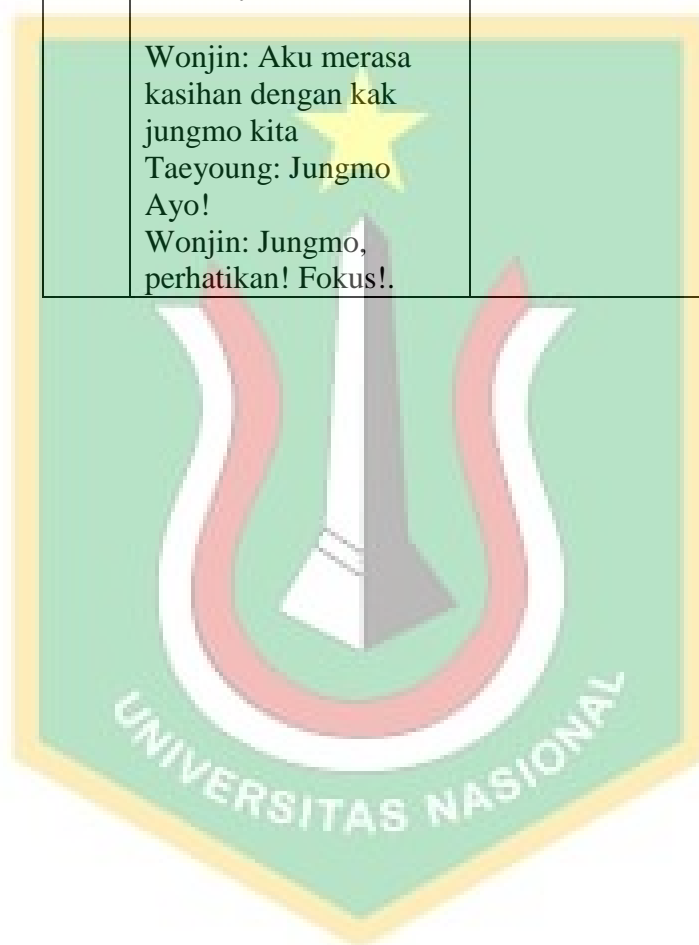 Wonjin: Aku merasa
kasihan dengan kak
jungmo kita
Taeyoung: Jungmo
Ayo!
Wonjin: Jungmo,
perhatikan! Fokus!.
UNIVERSITAS NASIONAL